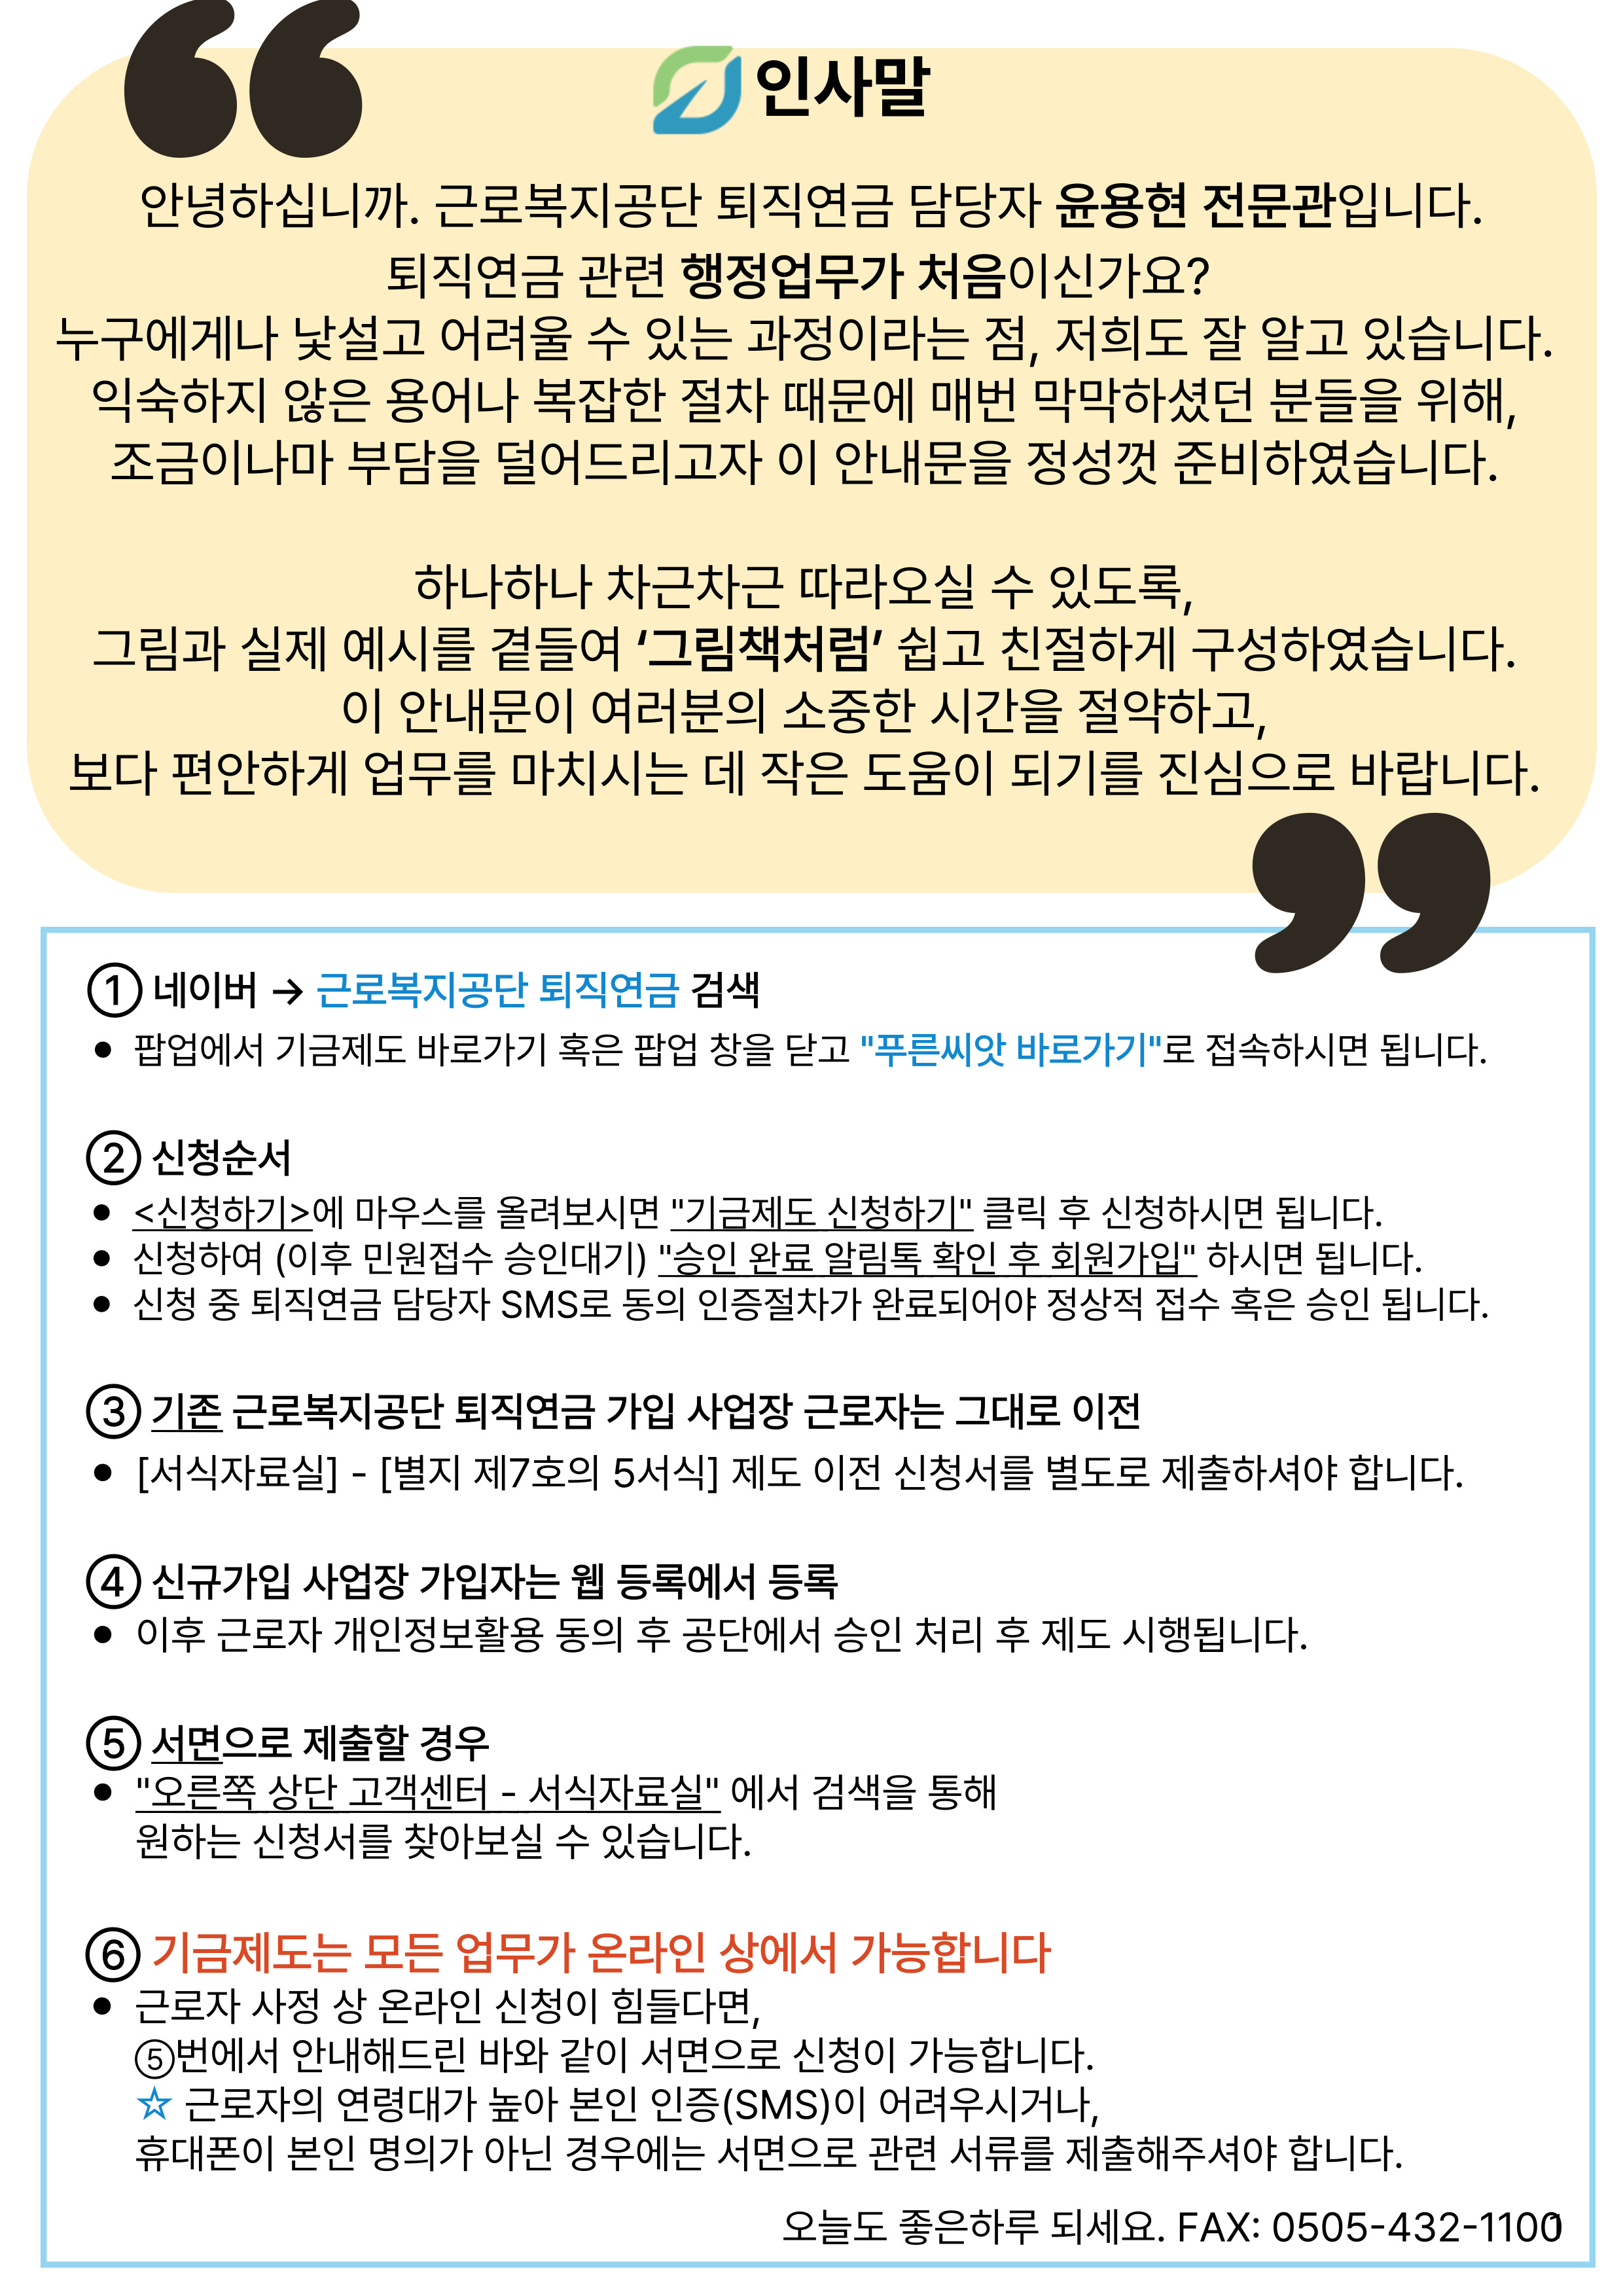 인사말
안녕하십니까. 근로복지공단 퇴직연금 담당자 윤용현 전문관입니다.
퇴직연금 관련 행정업무가 처음이신가요?
누구에게나 낯설고 어려울 수 있는 과정이라는 점, 저희도 잘 알고 있습니다.
익숙하지 않은 용어나 복잡한 절차 때문에 매번 막막하셨던 분들을 위해,
조금이나마 부담을 덜어드리고자 이 안내문을 정성껏 준비하였습니다.
하나하나 차근차근 따라오실 수 있도록,
그림과 실제 예시를 곁들여 ‘그림책처럼’ 쉽고 친절하게 구성하였습니다.
이 안내문이 여러분의 소중한 시간을 절약하고,
보다 편안하게 업무를 마치시는 데 작은 도움이 되기를 진심으로 바랍니다.
① 네이버 → 근로복지공단 퇴직연금 검색
● 팝업에서 기금제도 바로가기 혹은 팝업 창을 닫고 "푸른씨앗 바로가기"로 접속하시면 됩니다.
② 신청순서
● <신청하기>에 마우스를 올려보시면 "기금제도 신청하기" 클릭 후 신청하시면 됩니다.
● 신청하여 (이후 민원접수 승인대기) "승인 완료 알림톡 확인 후 회원가입" 하시면 됩니다.
● 신청 중 퇴직연금 담당자 SMS로 동의 인증절차가 완료되어야 정상적 접수 혹은 승인 됩니다.
③ 기존 근로복지공단 퇴직연금 가입 사업장 근로자는 그대로 이전
● [서식자료실] - [별지 제7호의 5서식] 제도 이전 신청서를 별도로 제출하셔야 합니다.
④ 신규가입 사업장 가입자는 웹 등록에서 등록
● 이후 근로자 개인정보활용 동의 후 공단에서 승인 처리 후 제도 시행됩니다.
⑤ 서면으로 제출할 경우
● "오른쪽 상단 고객센터 - 서식자료실" 에서 검색을 통해
원하는 신청서를 찾아보실 수 있습니다.
⑥ 기금제도는 모든 업무가 온라인 상에서 가능합니다
● 근로자 사정 상 온라인 신청이 힘들다면,
⑤번에서 안내해드린 바와 같이 서면으로 신청이 가능합니다.
☆ 근로자의 연령대가 높아 본인 인증(SMS)이 어려우시거나,
휴대폰이 본인 명의가 아닌 경우에는 서면으로 관련 서류를 제출해주셔야 합니다.
오늘도 좋은하루 되세요. FAX: 0505-432-1100
1